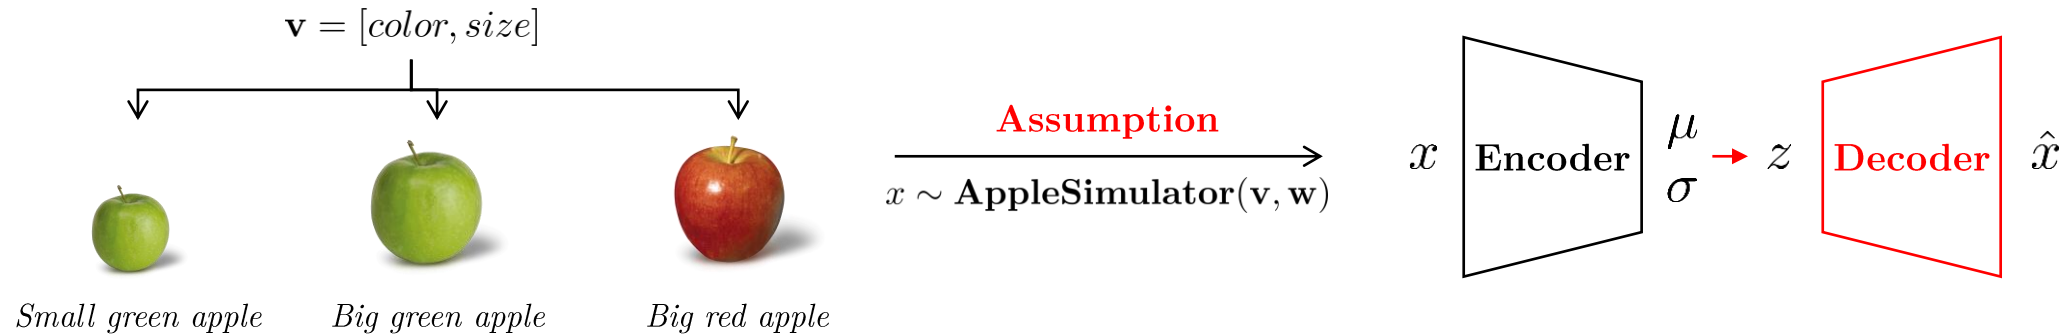 v = [color, size]
Small green apple
Big green apple
Big red apple
Assumption
x ∼ AppleSimulator(v, w)
x
Encoder
μ
σ
z
Decoder
x̂